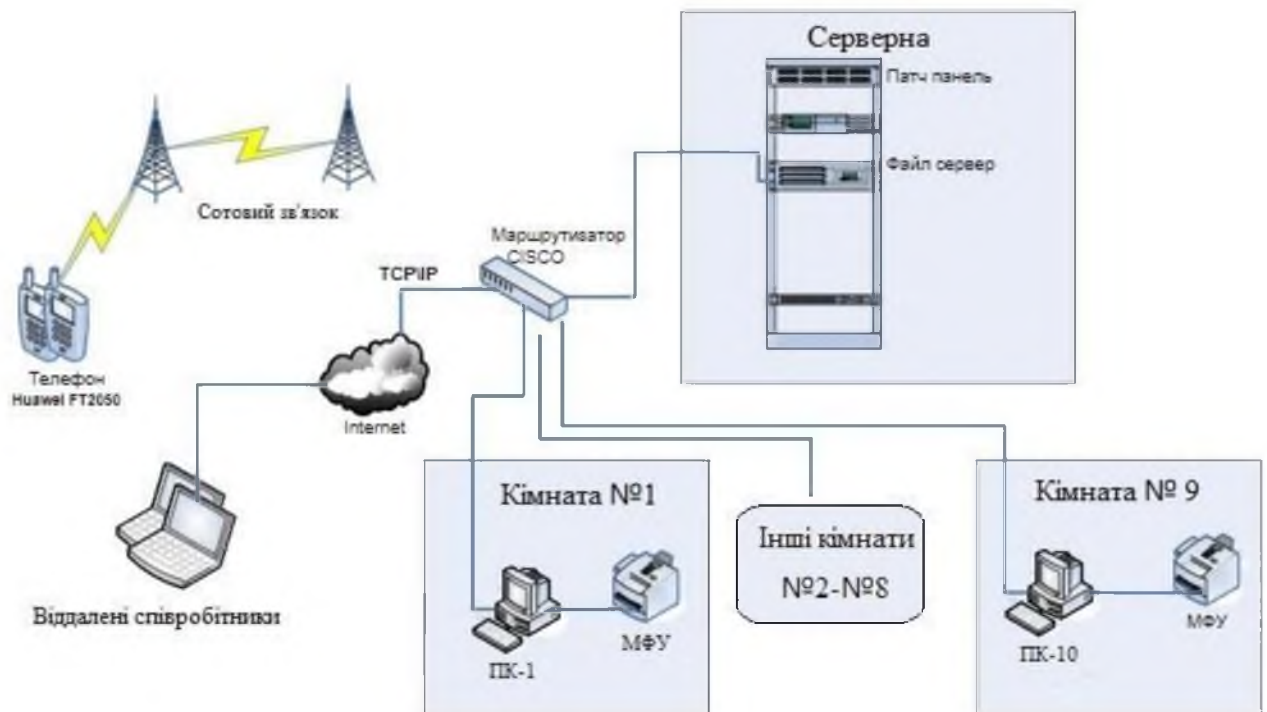 Серверна
Патч панель
Файл сервер
Сотовий зв'язок
Маршрутизатор
CISCO
TCP\IP
Телефон
Huawei FT2050
Internet
Віддалені співробітники
Кімната №1
ПК-1
МФУ
Інші кімнати
№2-№8
Кімната № 9
ПК-10
МФУ